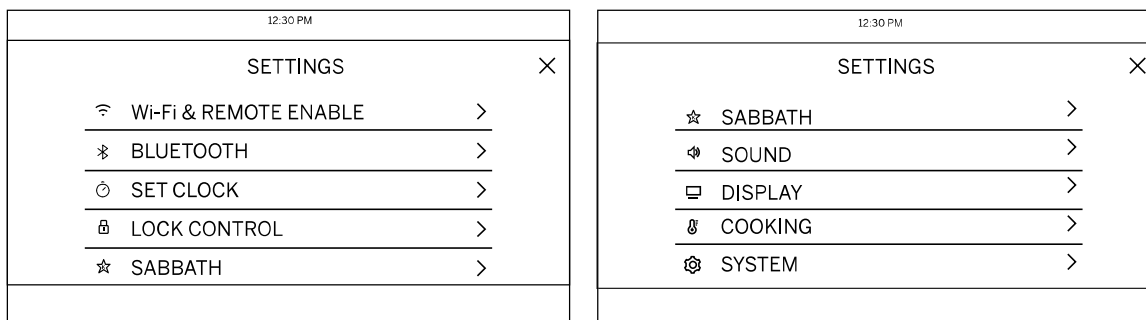 12:30 PM
SETTINGS
Wi-Fi & REMOTE ENABLE
BLUETOOTH
SET CLOCK
LOCK CONTROL
SABBATH
12:30 PM
SETTINGS
SABBATH
SOUND
DISPLAY
COOKING
SYSTEM